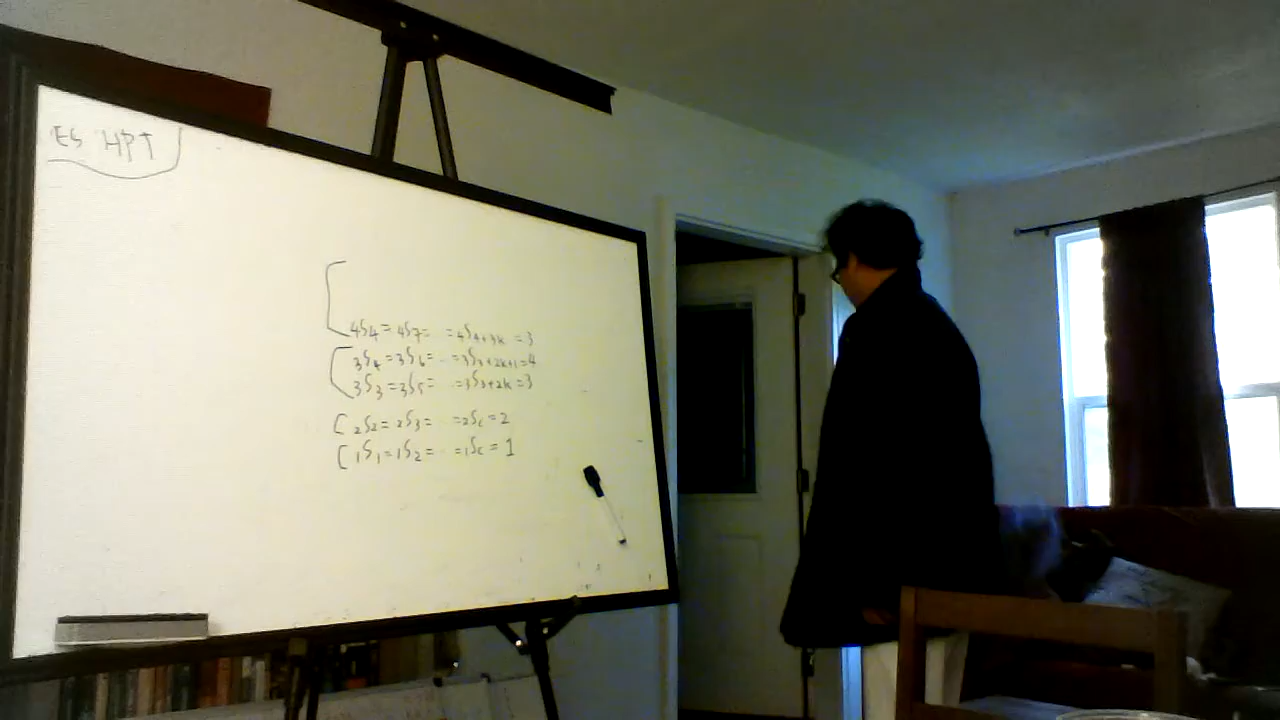 ES HPT
4S4 = 4S7 = = 4S4+3k = 3
3S4 = 3S6 = .. = 3S3+2k+1 = 4
3S3 = 3S5 = .. = 3S3+2k = 3
2S2 = 2S3 = .. = 2Sc = 2
1S1 = 1S2 = .. = 1Sc = 1